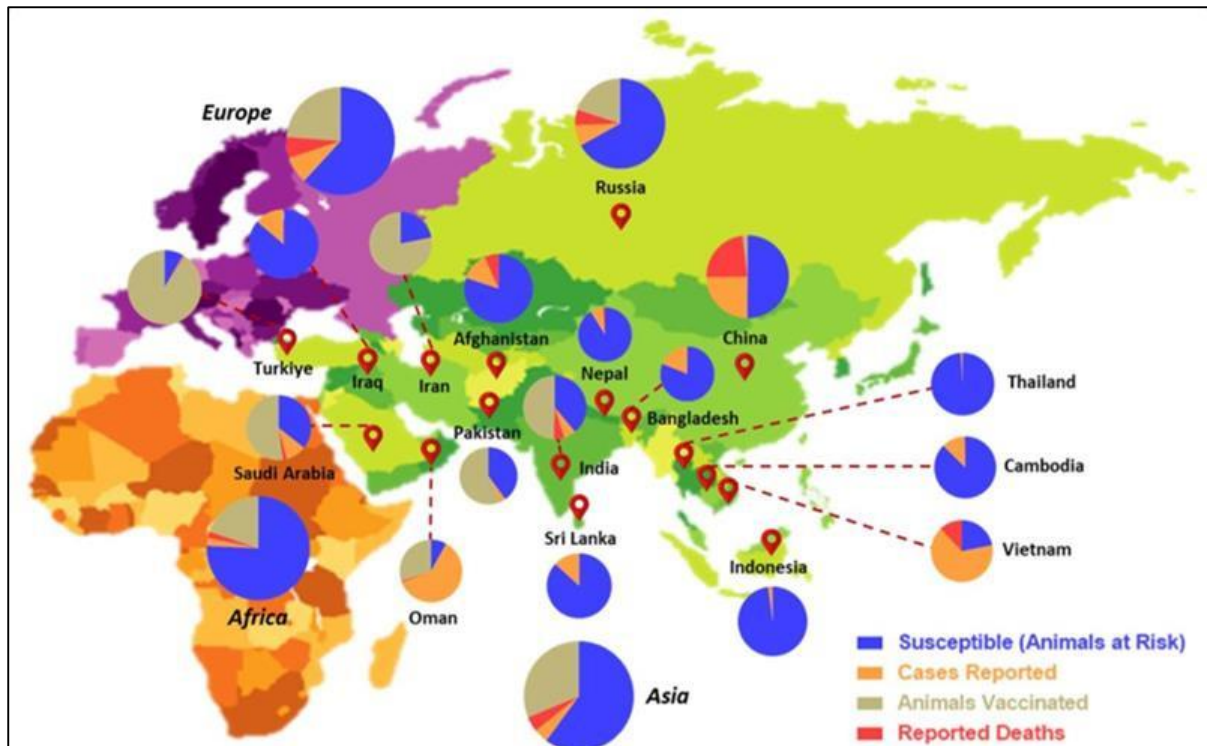 Europe
Russia
Afghanistan
China
Turkiye
Iraq
Iran
Nepal
Thailand
Bangladesh
Pakistan
India
Saudi Arabia
Cambodia
Sri Lanka
Vietnam
Indonesia
Africa
Oman
Asia
Susceptible (Animals at Risk)
Cases Reported
Animals Vaccinated
Reported Deaths